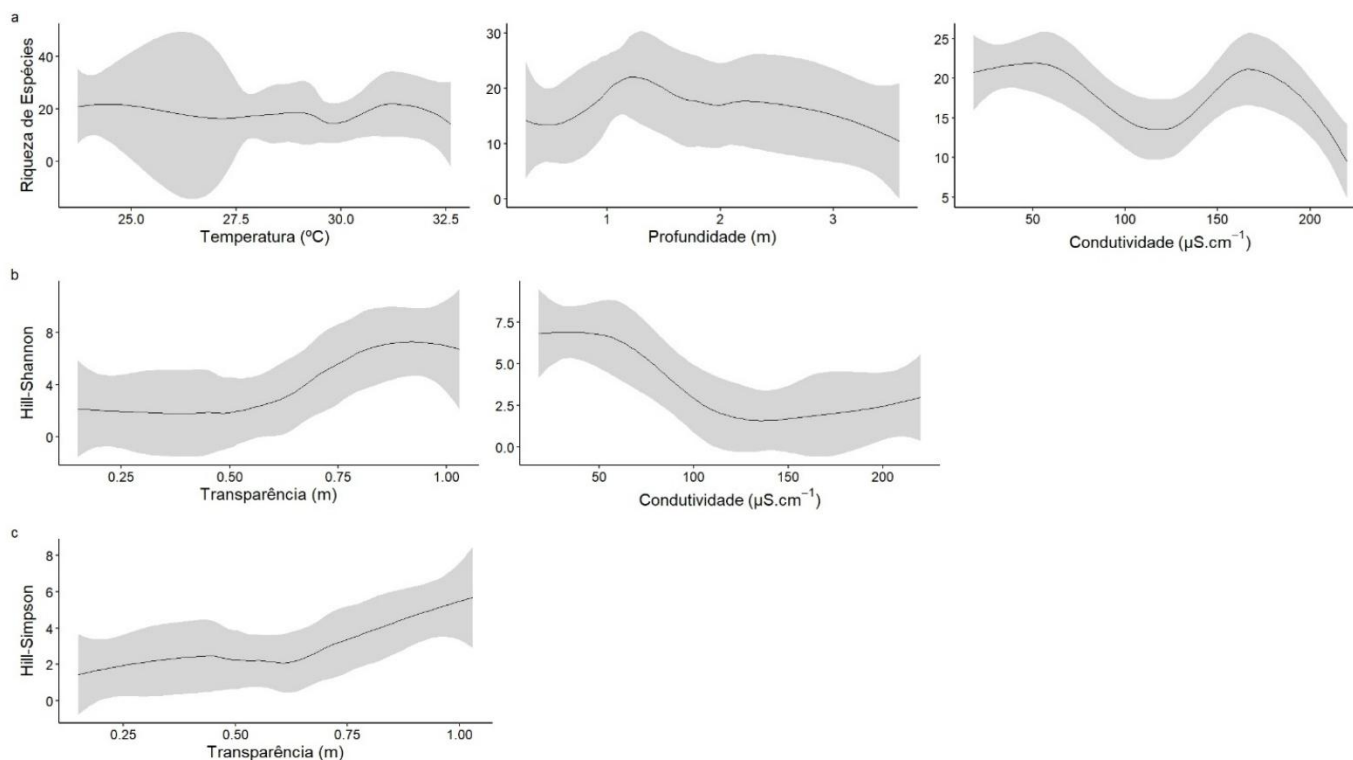 a
Riqueza de Espécies
40
20
0
25.0 27.5 30.0 32.5
Temperatura (ºC)
30
20
10
0
1 2 3
Profundidade (m)
25
20
15
10
5
50 100 150 200
Condutividade (µS.cm⁻¹)
b
Hill-Shannon
8
4
0
0.25 0.50 0.75 1.00
Transparência (m)
7.5
5.0
2.5
0.0
50 100 150 200
Condutividade (µS.cm⁻¹)
c
Hill-Simpson
8
6
4
2
0
0.25 0.50 0.75 1.00
Transparência (m)